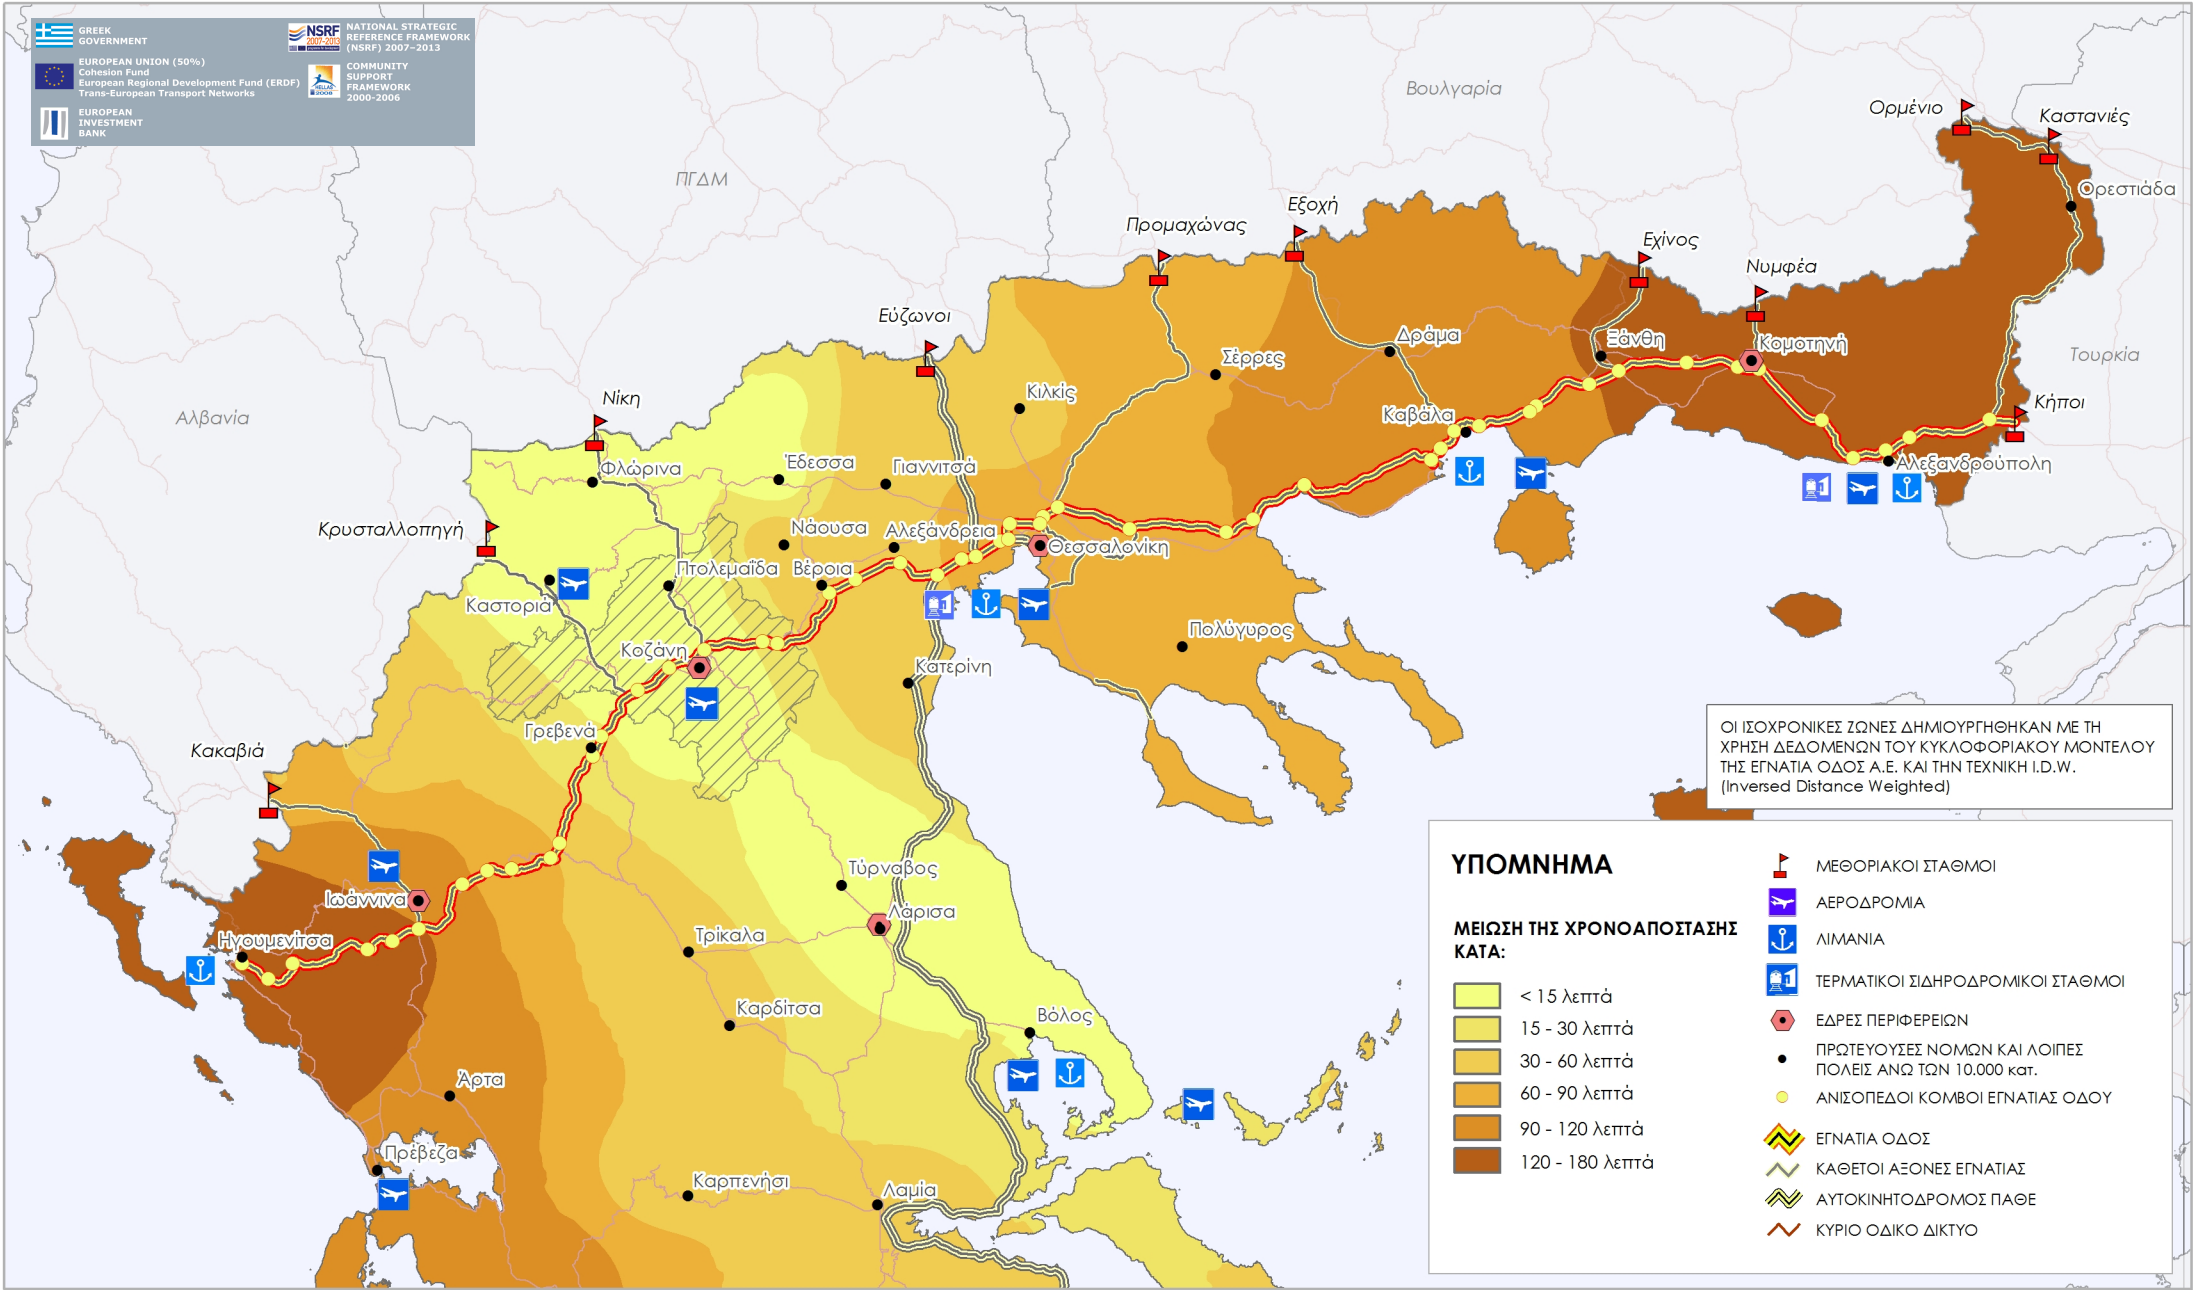 GREEK
GOVERNMENT
EUROPEAN UNION (50%)
Cohesion Fund
European Regional Development Fund (ERDF)
Trans-European Transport Networks
EUROPEAN
INVESTMENT
BANK
NSRF
2007-2013
NATIONAL STRATEGIC
REFERENCE FRAMEWORK
(NSRF) 2007–2013
COMMUNITY
SUPPORT
FRAMEWORK
2000-2006
Βουλγαρία
ΠΓΔΜ
Αλβανία
Τουρκία
Ορμένιο
Καστανιές
Ορεστιάδα
Εξοχή
Προμαχώνας
Εχίνος
Νυμφέα
Εύζωνοι
Δράμα
Ξάνθη
Κομοτηνή
Σέρρες
Κιλκίς
Νίκη
Καβάλα
Κήποι
Φλώρινα
Έδεσσα
Γιαννιτσά
Αλεξανδρούπολη
Κρυσταλλοπηγή
Νάουσα
Αλεξάνδρεια
Θεσσαλονίκη
Πτολεμαΐδα
Βέροια
Καστοριά
Πολύγυρος
Κοζάνη
Κατερίνη
Γρεβενά
Κακαβιά
Τύρναβος
Ιωάννινα
Λάρισα
Ηγουμενίτσα
Τρίκαλα
Καρδίτσα
Βόλος
Άρτα
Πρέβεζα
Καρπενήσι
Λαμία
ΟΙ ΙΣΟΧΡΟΝΙΚΕΣ ΖΩΝΕΣ ΔΗΜΙΟΥΡΓΗΘΗΚΑΝ ΜΕ ΤΗ
ΧΡΗΣΗ ΔΕΔΟΜΕΝΩΝ ΤΟΥ ΚΥΚΛΟΦΟΡΙΑΚΟΥ ΜΟΝΤΕΛΟΥ
ΤΗΣ ΕΓΝΑΤΙΑ ΟΔΟΣ Α.Ε. ΚΑΙ ΤΗΝ ΤΕΧΝΙΚΗ I.D.W.
(Inversed Distance Weighted)
ΥΠΟΜΝΗΜΑ
ΜΕΙΩΣΗ ΤΗΣ ΧΡΟΝΟΑΠΟΣΤΑΣΗΣ
ΚΑΤΑ:
< 15 λεπτά
15 - 30 λεπτά
30 - 60 λεπτά
60 - 90 λεπτά
90 - 120 λεπτά
120 - 180 λεπτά
ΜΕΘΟΡΙΑΚΟΙ ΣΤΑΘΜΟΙ
ΑΕΡΟΔΡΟΜΙΑ
ΛΙΜΑΝΙΑ
ΤΕΡΜΑΤΙΚΟΙ ΣΙΔΗΡΟΔΡΟΜΙΚΟΙ ΣΤΑΘΜΟΙ
ΕΔΡΕΣ ΠΕΡΙΦΕΡΕΙΩΝ
ΠΡΩΤΕΥΟΥΣΕΣ ΝΟΜΩΝ ΚΑΙ ΛΟΙΠΕΣ
ΠΟΛΕΙΣ ΑΝΩ ΤΩΝ 10.000 κατ.
ΑΝΙΣΟΠΕΔΟΙ ΚΟΜΒΟΙ ΕΓΝΑΤΙΑΣ ΟΔΟΥ
ΕΓΝΑΤΙΑ ΟΔΟΣ
ΚΑΘΕΤΟΙ ΑΞΟΝΕΣ ΕΓΝΑΤΙΑΣ
ΑΥΤΟΚΙΝΗΤΟΔΡΟΜΟΣ ΠΑΘΕ
ΚΥΡΙΟ ΟΔΙΚΟ ΔΙΚΤΥΟ